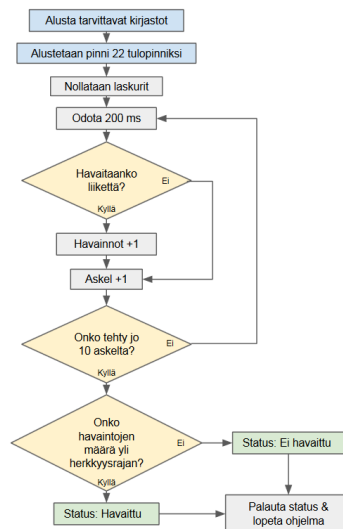 Alusta tarvittavat kirjastot
Alustetaan pinni 22 tulopinniksi
Nollataan laskurit
Odota 200 ms
Havaitaanko
liikettä?
Ei
Kyllä
Havainnot +1
Askel +1
Onko tehty jo
10 askelta?
Ei
Kyllä
Onko
havaintojen
määrä yli
herkkyysrajan?
Ei
Kyllä
Status: Ei havaittu
Status: Havaittu
Palauta status &
lopeta ohjelma